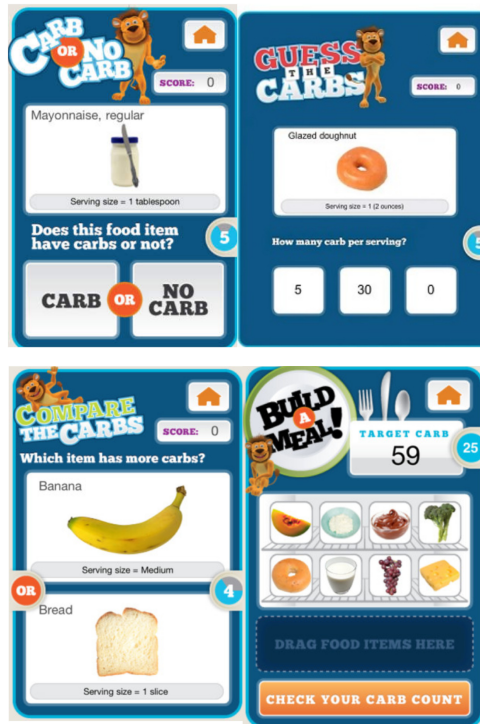 CARB
OR NO
CARB
SCORE: 0
Mayonnaise, regular
Serving size = 1 tablespoon
Does this food item
have carbs or not?
5
CARB OR NO
CARB
GUESS
THE
CARBS
SCORE: 0
Glazed doughnut
Serving size = 1 (2 ounces)
How many carb per serving?
5
5 30 0
COMPARE
THE CARBS
SCORE: 0
Which item has more carbs?
Banana
Serving size = Medium
OR
4
Bread
Serving size = 1 slice
BUILD
A
MEAL!
TARGET CARB
59
25
DRAG FOOD ITEMS HERE
CHECK YOUR CARB COUNT